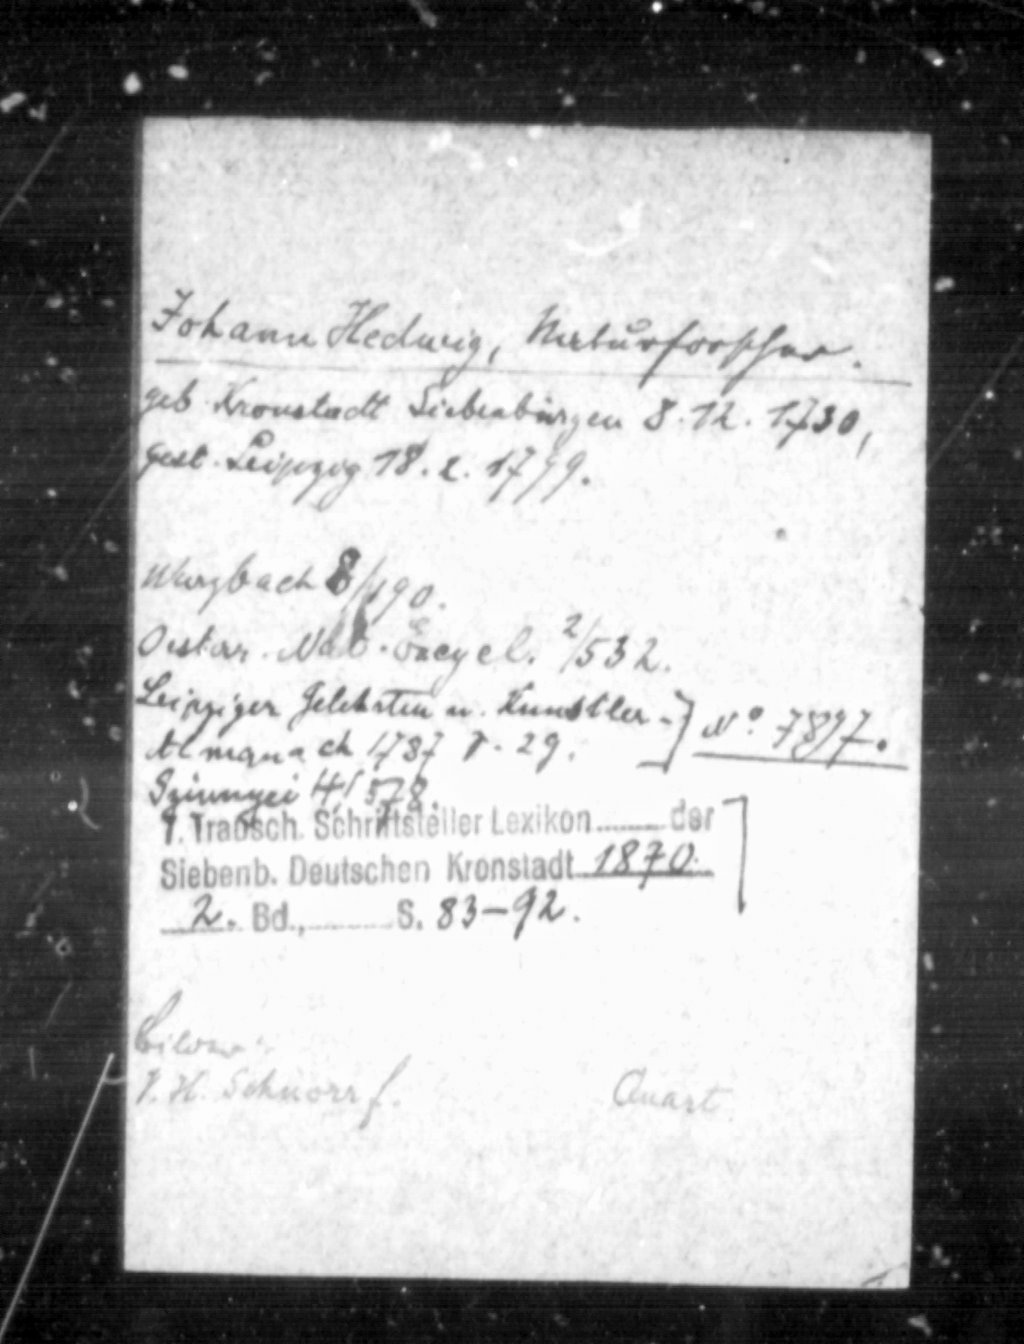 Johann Hedwig, Naturforscher.
geb. Kronstadt Siebenbürgen 8.12.1730,
gest. Leipzig 18.2.1799.
Wurzbach 8/190.
Oestər. Nat. Encycl. 2/532.
Leipziger Gelehrten u. Künstler -
Almanach 1787 p. 29. } No. 7897.
Szinnyei 4/578.
J. Trausch. Schriftsteller Lexikon ........ der
Siebenb. Deutschen Kronstadt 1870.
2. Bd., ........ S. 83-92.
J. H. Schnorr f. Quart